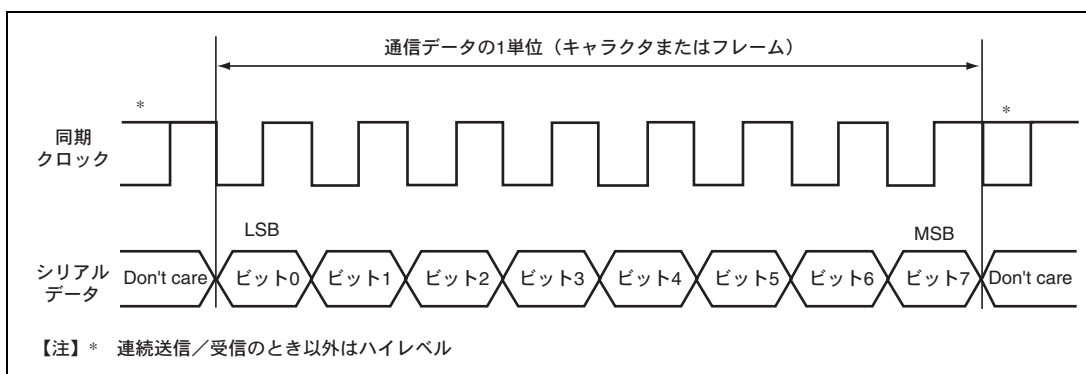 通信データの1単位（キャラクタまたはフレーム）
*
*
同期
クロック
LSB
MSB
シリアル
データ
Don't care
ビット0
ビット1
ビット2
ビット3
ビット4
ビット5
ビット6
ビット7
Don't care
【注】* 連続送信／受信のとき以外はハイレベル